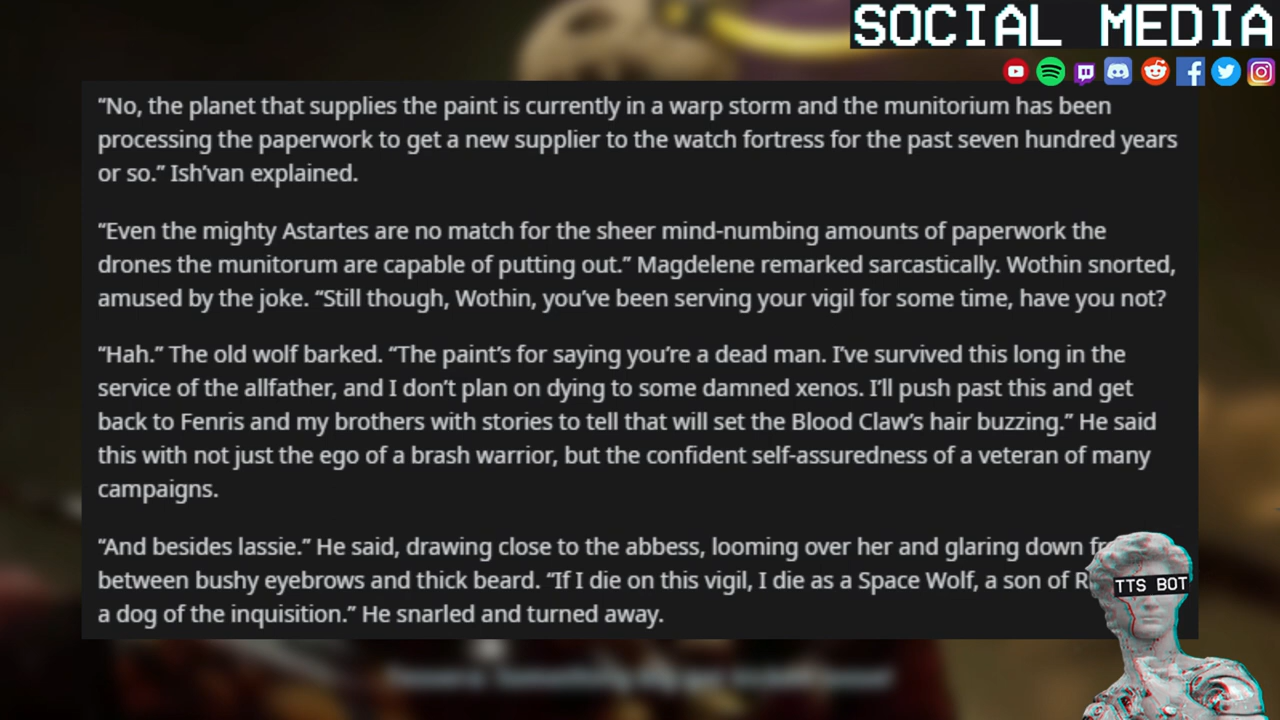 SOCIAL MEDIA
“No, the planet that supplies the paint is currently in a warp storm and the munitorium has been
processing the paperwork to get a new supplier to the watch fortress for the past seven hundred years
or so.” Ish’van explained.
“Even the mighty Astartes are no match for the sheer mind-numbing amounts of paperwork the
drones the munitorum are capable of putting out.” Magdelene remarked sarcastically. Wothin snorted,
amused by the joke. “Still though, Wothin, you’ve been serving your vigil for some time, have you not?
“Hah.” The old wolf barked. “The paint’s for saying you’re a dead man. I’ve survived this long in the
service of the allfather, and I don’t plan on dying to some damned xenos. I’ll push past this and get
back to Fenris and my brothers with stories to tell that will set the Blood Claw’s hair buzzing.” He said
this with not just the ego of a brash warrior, but the confident self-assuredness of a veteran of many
campaigns.
“And besides lassie.” He said, drawing close to the abbess, looming over her and glaring down
between bushy eyebrows and thick beard. “If I die on this vigil, I die as a Space Wolf, a son of
a dog of the inquisition.” He snarled and turned away.
TTS BOT